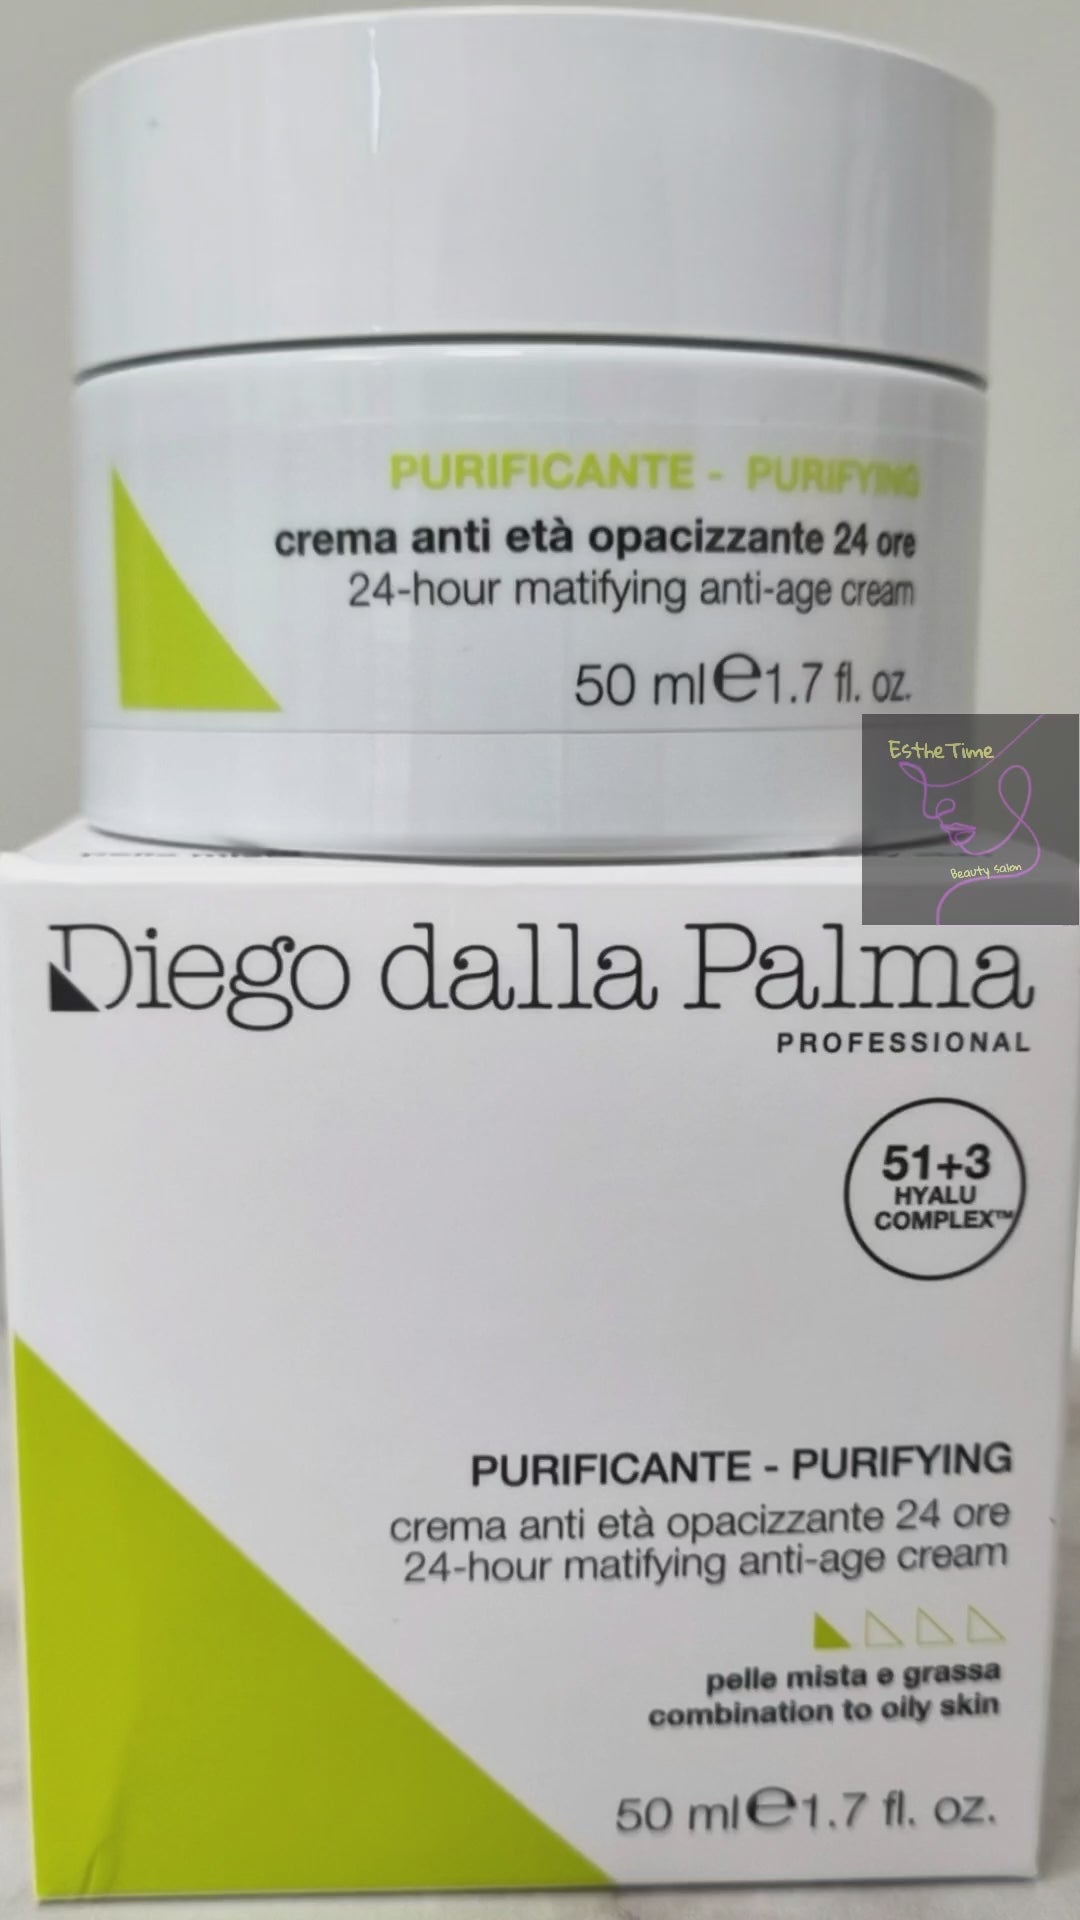 PURIFICANTE - PURIFYING
crema anti età opacizzante 24 ore
24-hour matifying anti-age cream
50 ml e 1.7 fl. oz.
Esthe Time
Beauty salon
Diego dalla Palma
PROFESSIONAL
51+3
HYALU
COMPLEX™
PURIFICANTE - PURIFYING
crema anti età opacizzante 24 ore
24-hour matifying anti-age cream
pelle mista e grassa
combination to oily skin
50 ml e 1.7 fl. oz.